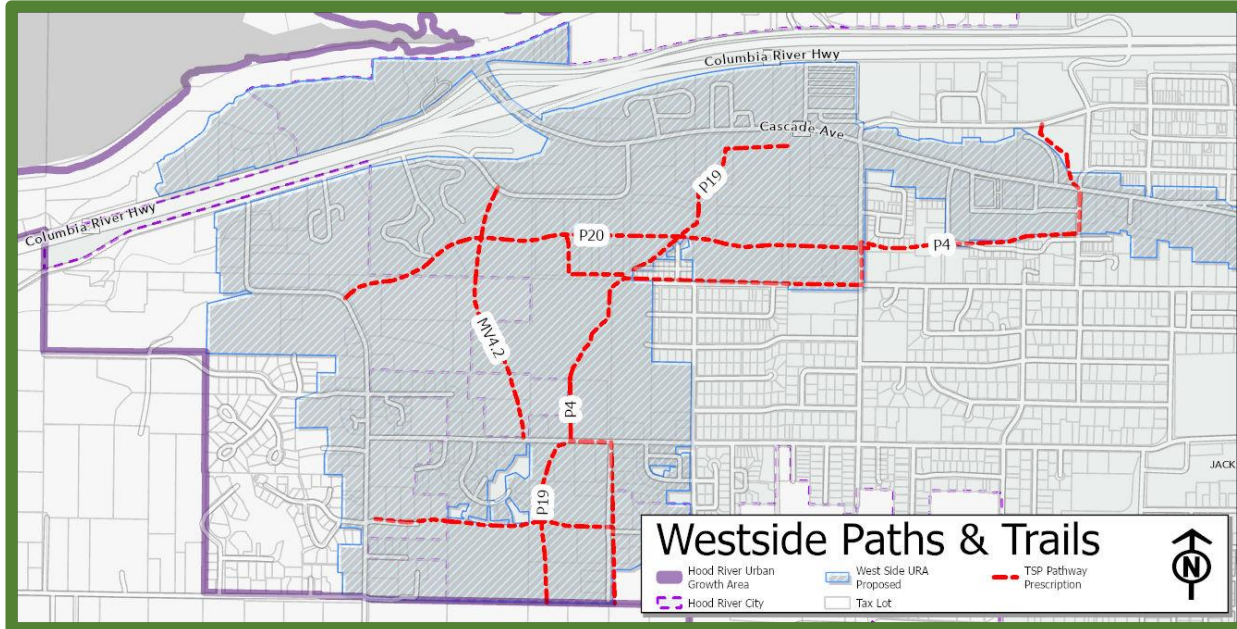 Columbia River Hwy
Cascade Ave
P19
Columbia River Hwy
P20
P4
MV4.2
P4
P19
JACK
Westside Paths & Trails
Hood River Urban
Growth Area
West Side URA
Proposed
TSP Pathway
Prescription
Hood River City
Tax Lot
N